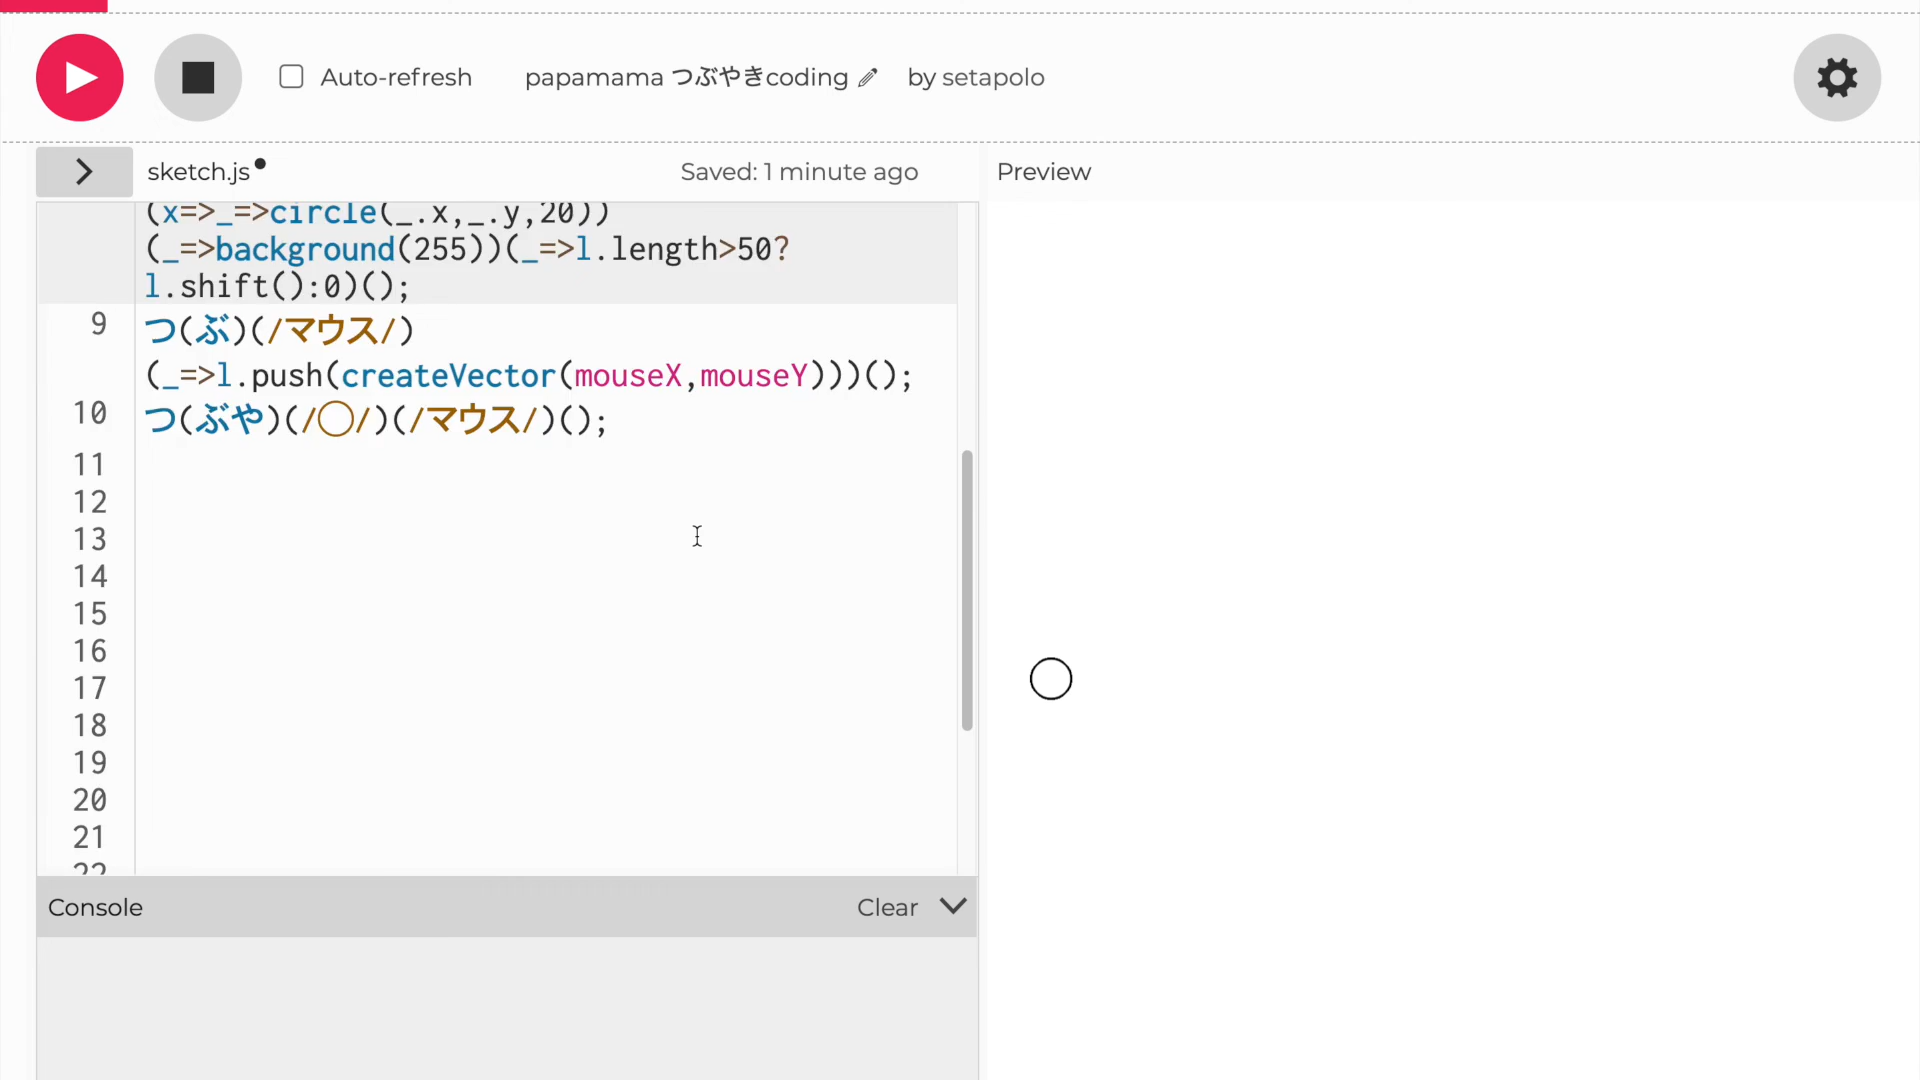 Auto-refresh papamama つぶやきcoding by setapolo
sketch.js Saved: 1 minute ago Preview
(x=>_=>circle(_.x,_.y,20))
(_=>background(255))(_=>l.length>50?
l.shift():0)();
9 つ(ぶ)(/マウス/)
(_=>l.push(createVector(mouseX,mouseY)))();
10 つ(ぶや)(/◯/)(/マウス/)();
11
12
13
14
15
16
17
18
19
20
21
22
Console Clear